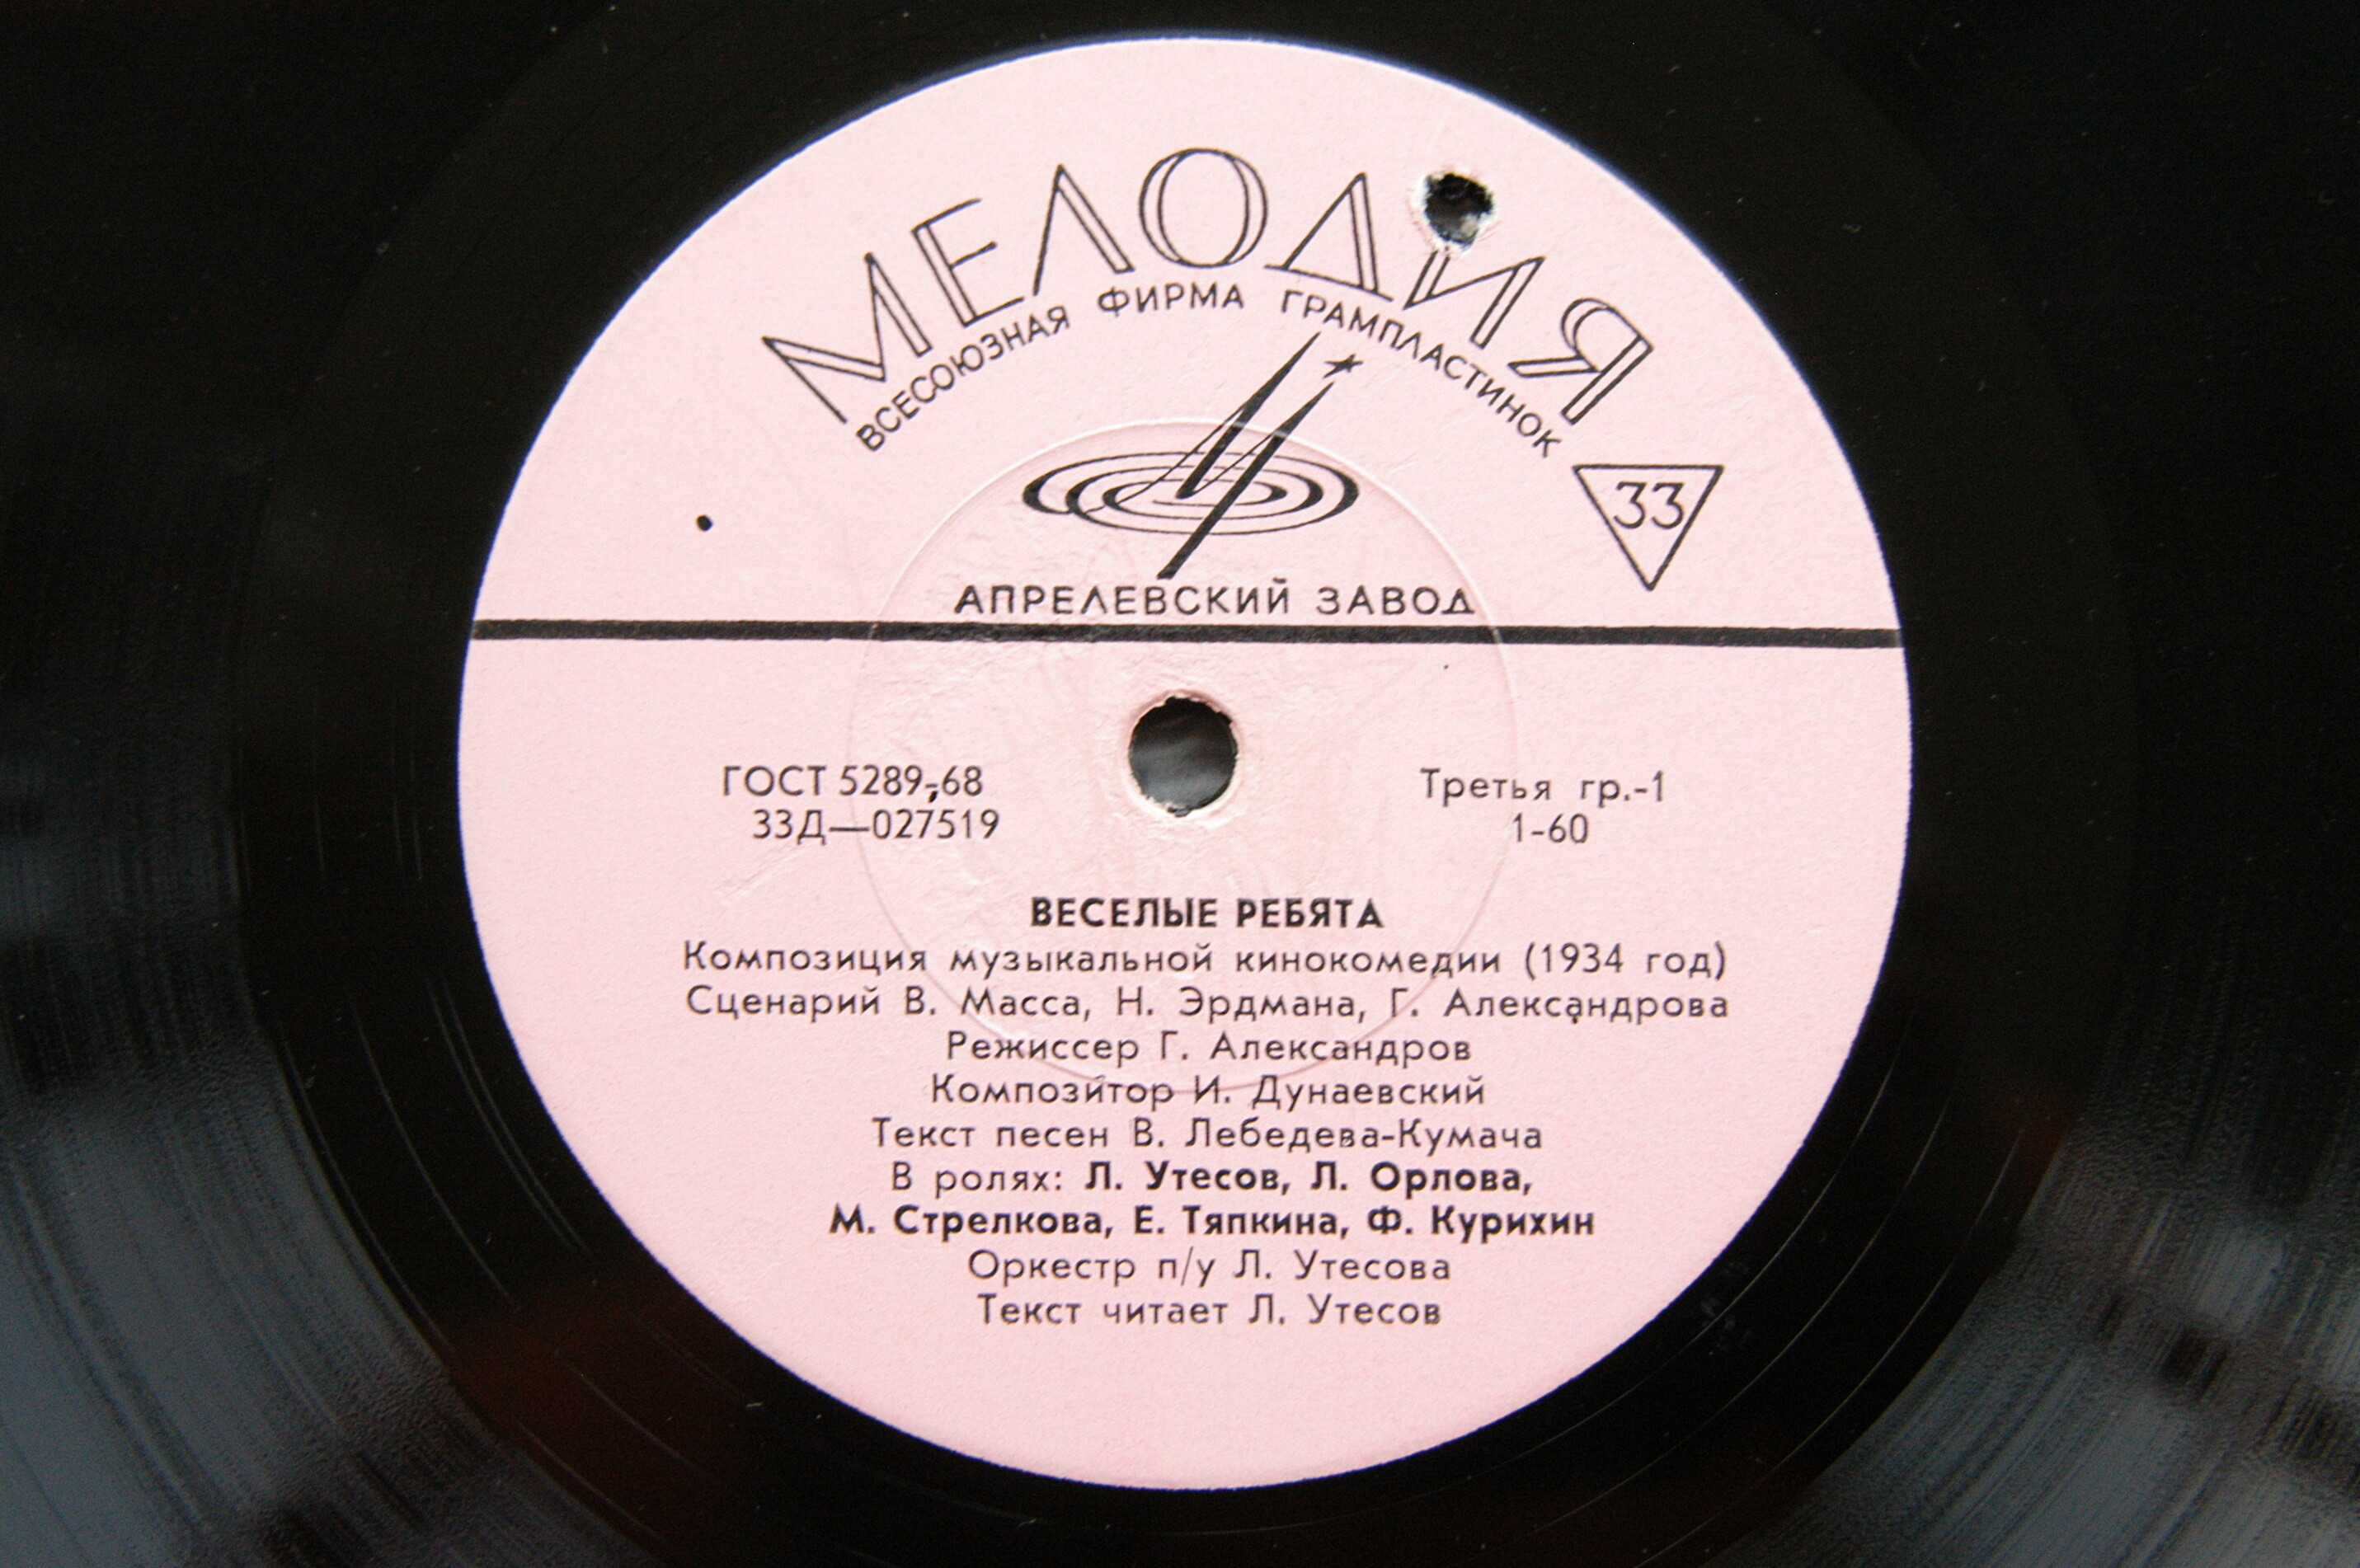 МЕЛОДИЯ
ВСЕСОЮЗНАЯ ФИРМА ГРАМПЛАСТИНОК
33
АПРЕЛЕВСКИЙ ЗАВОД
ГОСТ 5289-68
Третья гр.-1
33Д—027519
1-60
ВЕСЕЛЫЕ РЕБЯТА
Композиция музыкальной кинокомедии (1934 год)
Сценарий В. Масса, Н. Эрдмана, Г. Александрова
Режиссер Г. Александров
Композитор И. Дунаевский
Текст песен В. Лебедева-Кумача
В ролях: Л. Утесов, Л. Орлова,
М. Стрелкова, Е. Тяпкина, Ф. Курихин
Оркестр п/у Л. Утесова
Текст читает Л. Утесов